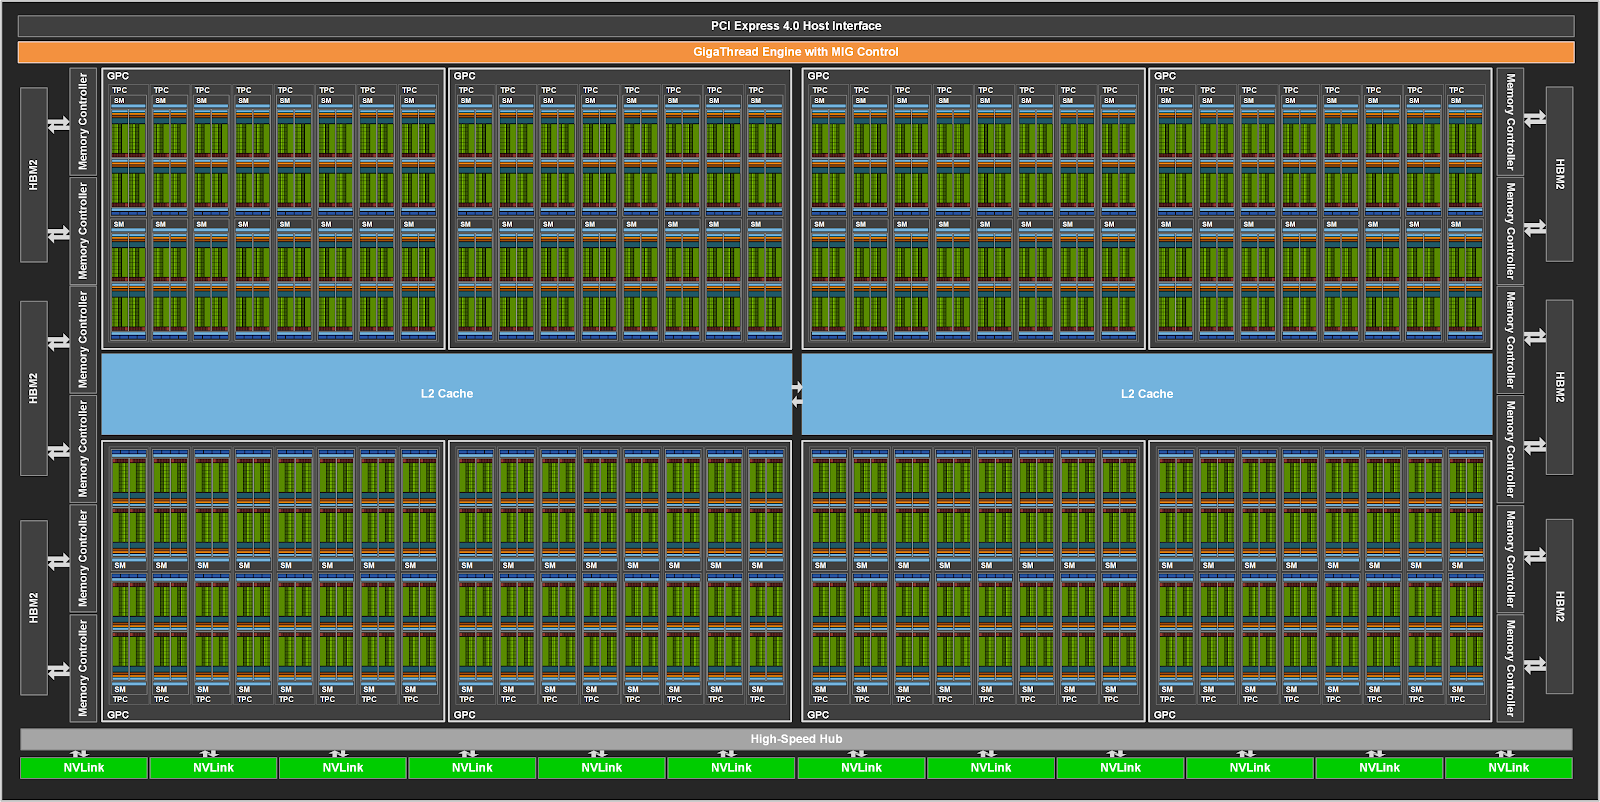 PCI Express 4.0 Host Interface
GigaThread Engine with MIG Control
HBM2
HBM2
HBM2
Memory Controller
Memory Controller
Memory Controller
Memory Controller
Memory Controller
Memory Controller
GPC GPC GPC GPC
TPC TPC TPC TPC TPC TPC TPC TPC TPC TPC TPC TPC TPC TPC TPC TPC TPC TPC TPC TPC TPC TPC TPC TPC TPC TPC TPC TPC TPC TPC TPC TPC
SM SM SM SM SM SM SM SM SM SM SM SM SM SM SM SM SM SM SM SM SM SM SM SM SM SM SM SM SM SM SM SM
SM SM SM SM SM SM SM SM SM SM SM SM SM SM SM SM SM SM SM SM SM SM SM SM SM SM SM SM SM SM SM SM
L2 Cache L2 Cache
SM SM SM SM SM SM SM SM SM SM SM SM SM SM SM SM SM SM SM SM SM SM SM SM SM SM SM SM SM SM SM SM
SM SM SM SM SM SM SM SM SM SM SM SM SM SM SM SM SM SM SM SM SM SM SM SM SM SM SM SM SM SM SM SM
TPC TPC TPC TPC TPC TPC TPC TPC TPC TPC TPC TPC TPC TPC TPC TPC TPC TPC TPC TPC TPC TPC TPC TPC TPC TPC TPC TPC TPC TPC TPC TPC
GPC GPC GPC GPC
Memory Controller
Memory Controller
Memory Controller
Memory Controller
Memory Controller
Memory Controller
HBM2
HBM2
HBM2
High-Speed Hub
NVLink NVLink NVLink NVLink NVLink NVLink NVLink NVLink NVLink NVLink NVLink NVLink